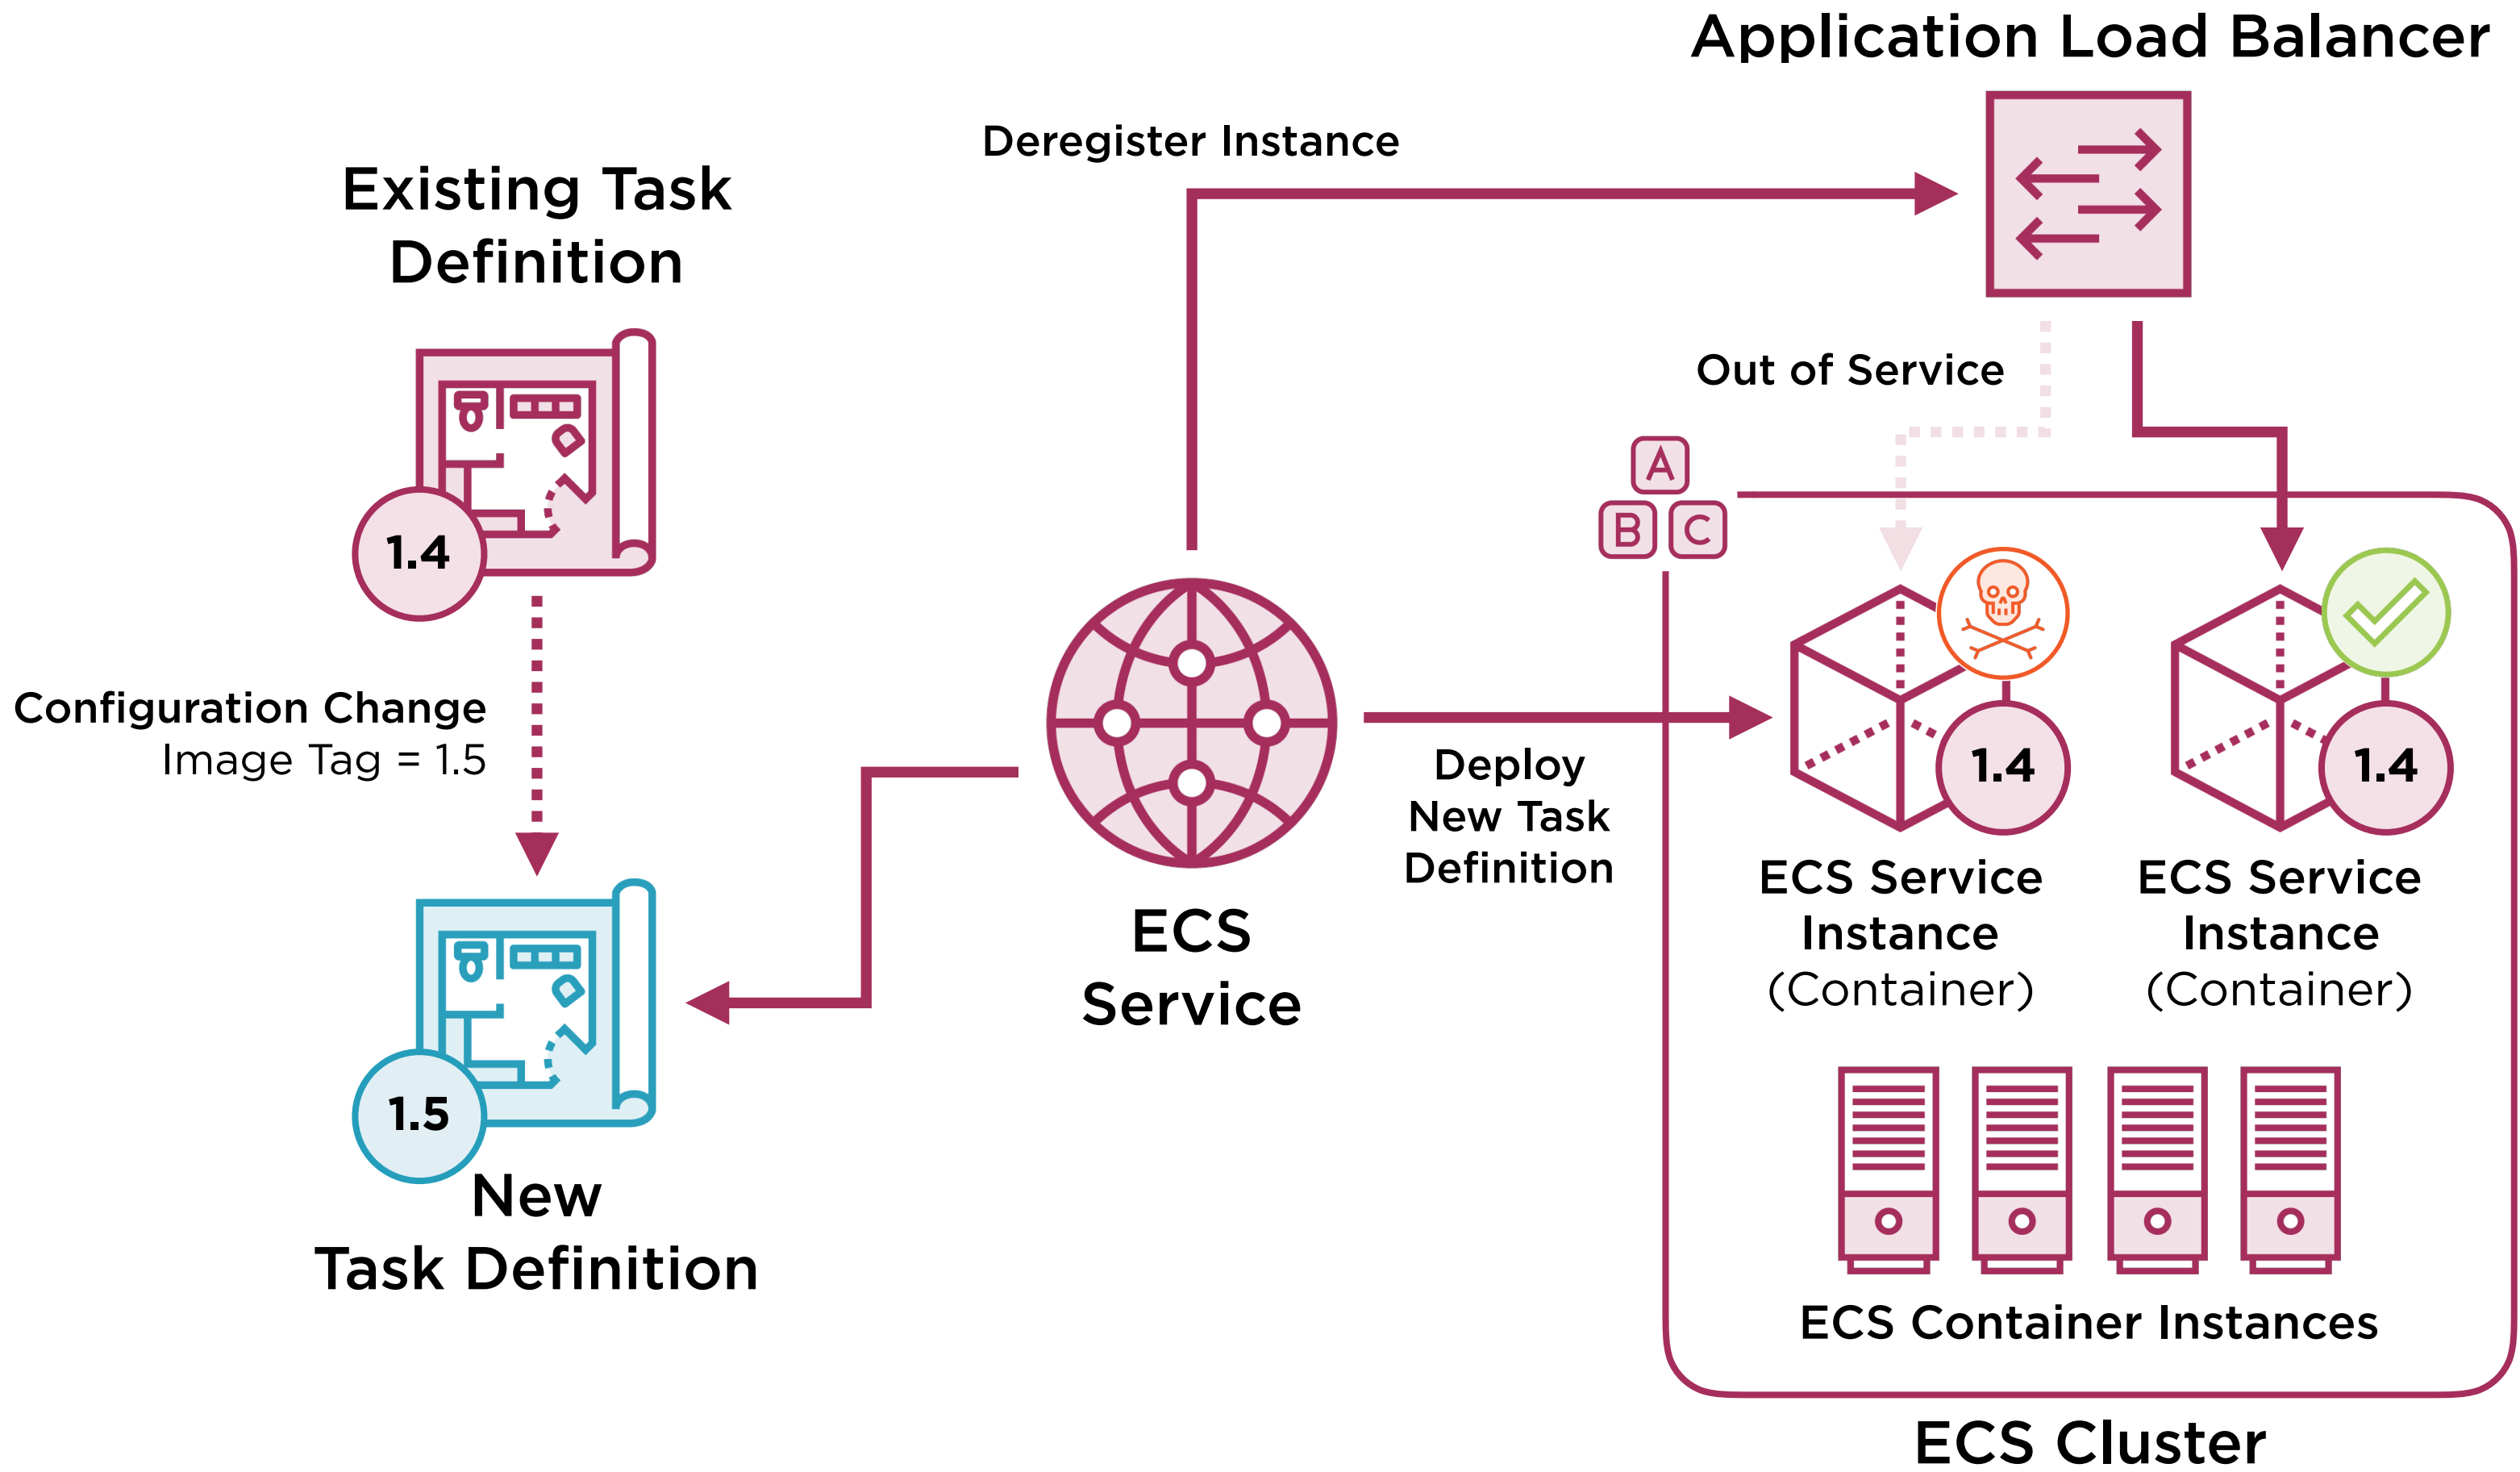 Application Load Balancer
Deregister Instance
Existing Task
Definition
1.4
Configuration Change
Image Tag = 1.5
1.5
New
Task Definition
ECS
Service
Deploy
New Task
Definition
Out of Service
A
B C
1.4
1.4
ECS Service
Instance
(Container)
ECS Service
Instance
(Container)
ECS Container Instances
ECS Cluster